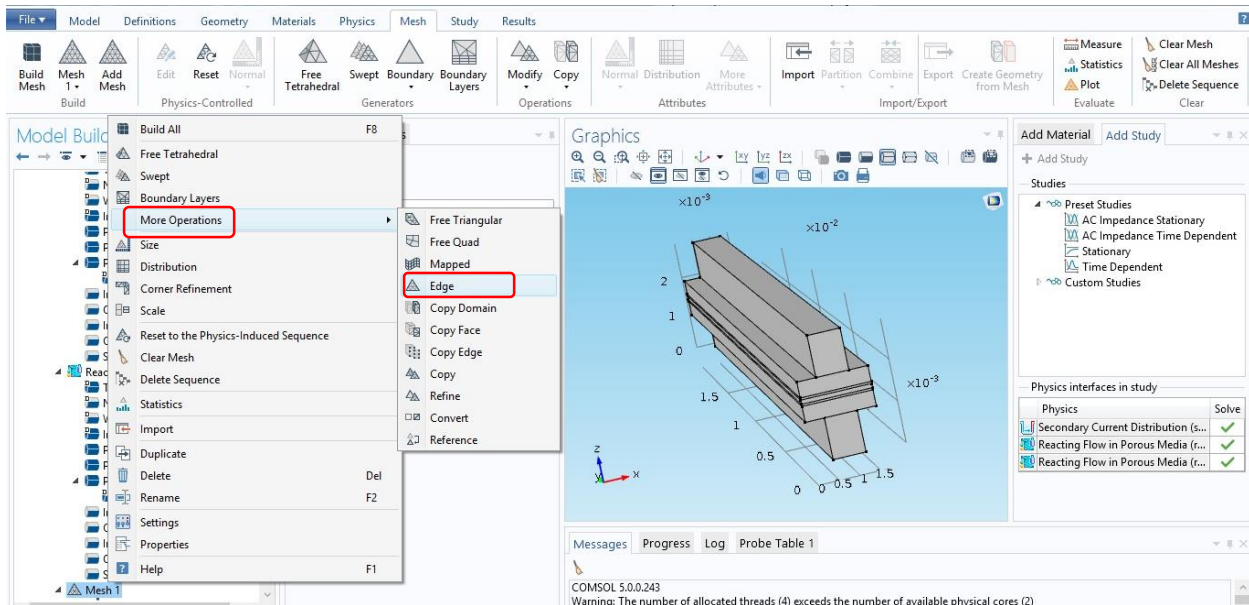 File Model Definitions Geometry Materials Physics Mesh Study Results
Build Mesh
Mesh 1
Add Mesh
Build
Edit
Reset
Normal
Physics-Controlled
Free Tetrahedral
Swept
Boundary
Boundary Layers
Generators
Modify
Copy
Operations
Normal
Distribution
More Attributes
Attributes
Import
Partition
Combine
Export
Create Geometry from Mesh
Import/Export
Measure
Statistics
Plot
Evaluate
Clear Mesh
Clear All Meshes
Delete Sequence
Clear
Model Builde
Build All F8
Free Tetrahedral
Swept
Boundary Layers
More Operations
Size
Distribution
Corner Refinement
Scale
Reset to the Physics-Induced Sequence
Clear Mesh
Delete Sequence
Statistics
Import
Duplicate
Delete Del
Rename F2
Settings
Properties
Help F1
Reac
Mesh 1
Free Triangular
Free Quad
Mapped
Edge
Copy Domain
Copy Face
Copy Edge
Copy
Refine
Convert
Reference
Graphics
xy yz zx
×10-3
×10-2
2
1
0
×10-3
1.5
1
0.5
0
0 0.5 1 1.5
z
y x
Messages Progress Log Probe Table 1
COMSOL 5.0.0.243
Warning: The number of allocated threads (4) exceeds the number of available physical cores (2)
Add Material Add Study
+ Add Study
Studies
Preset Studies
AC Impedance Stationary
AC Impedance Time Dependent
Stationary
Time Dependent
Custom Studies
Physics interfaces in study
Physics Solve
Secondary Current Distribution (s...
Reacting Flow in Porous Media (r...
Reacting Flow in Porous Media (r...